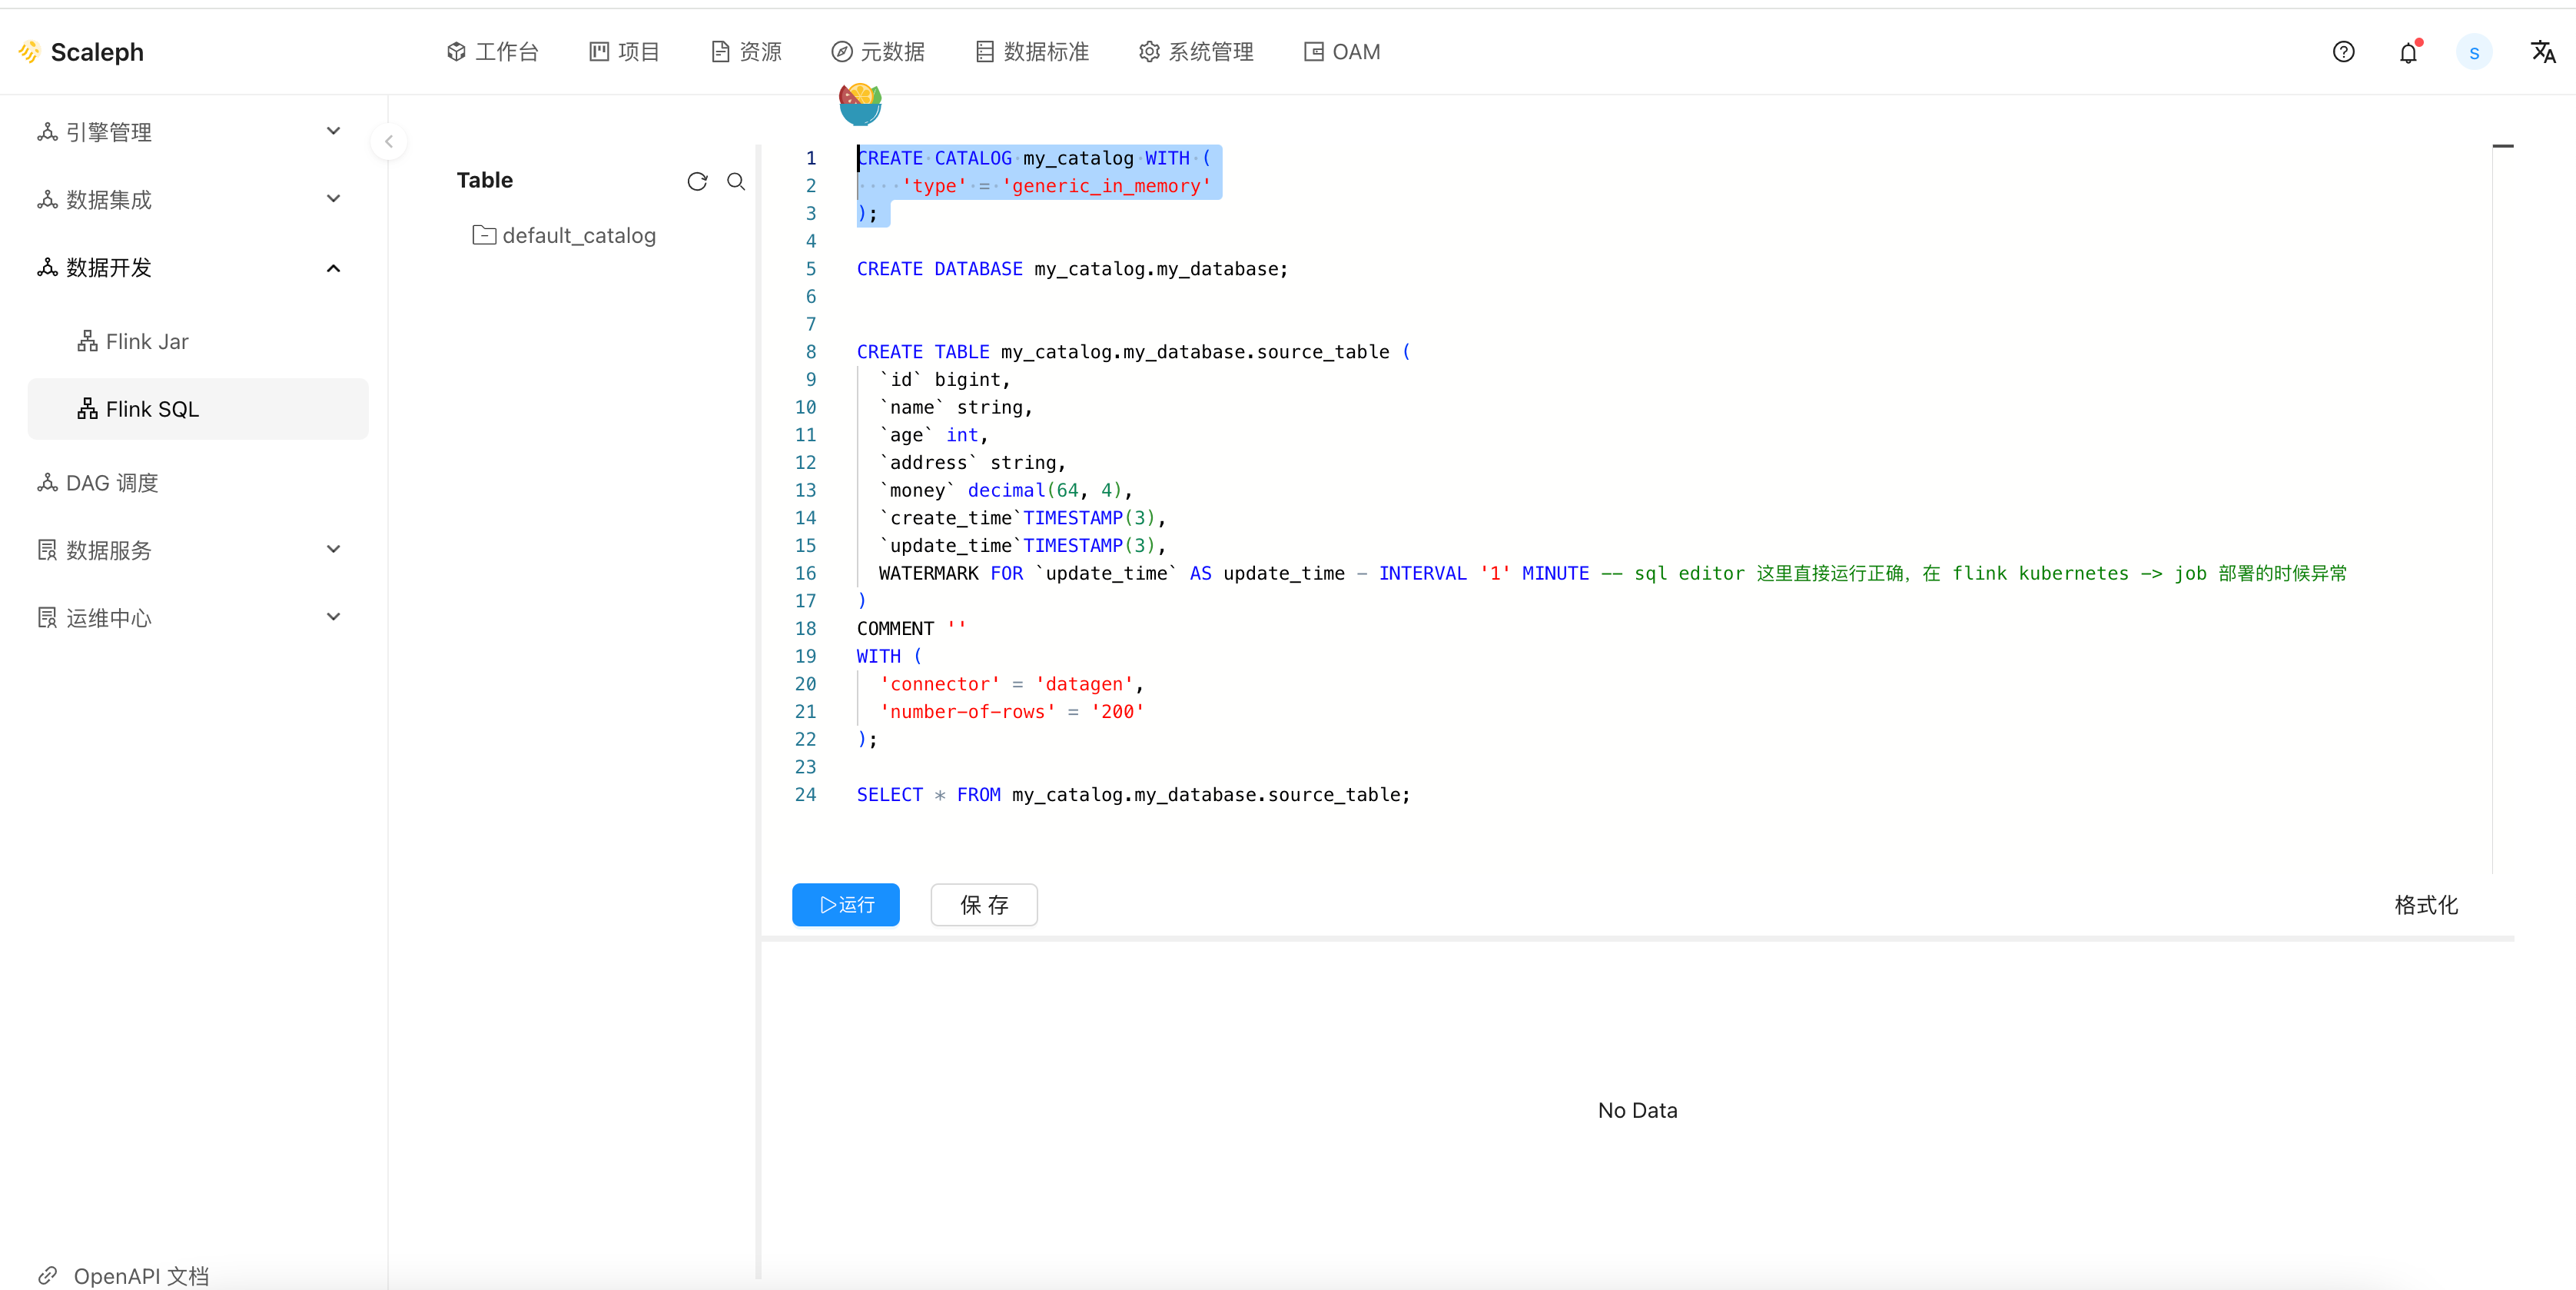 Scaleph
工作台
项目
资源
元数据
数据标准
系统管理
OAM
s
引擎管理
数据集成
数据开发
Flink Jar
Flink SQL
DAG 调度
数据服务
运维中心
OpenAPI 文档
Table
default_catalog
1 CREATE CATALOG my_catalog WITH (
2 ····'type' = 'generic_in_memory'
3 );
4
5 CREATE DATABASE my_catalog.my_database;
6
7
8 CREATE TABLE my_catalog.my_database.source_table (
9 `id` bigint,
10 `name` string,
11 `age` int,
12 `address` string,
13 `money` decimal(64, 4),
14 `create_time`TIMESTAMP(3),
15 `update_time`TIMESTAMP(3),
16 WATERMARK FOR `update_time` AS update_time - INTERVAL '1' MINUTE -- sql editor 这里直接运行正确，在 flink kubernetes -> job 部署的时候异常
17 )
18 COMMENT ''
19 WITH (
20 'connector' = 'datagen',
21 'number-of-rows' = '200'
22 );
23
24 SELECT * FROM my_catalog.my_database.source_table;
运行
保 存
格式化
No Data